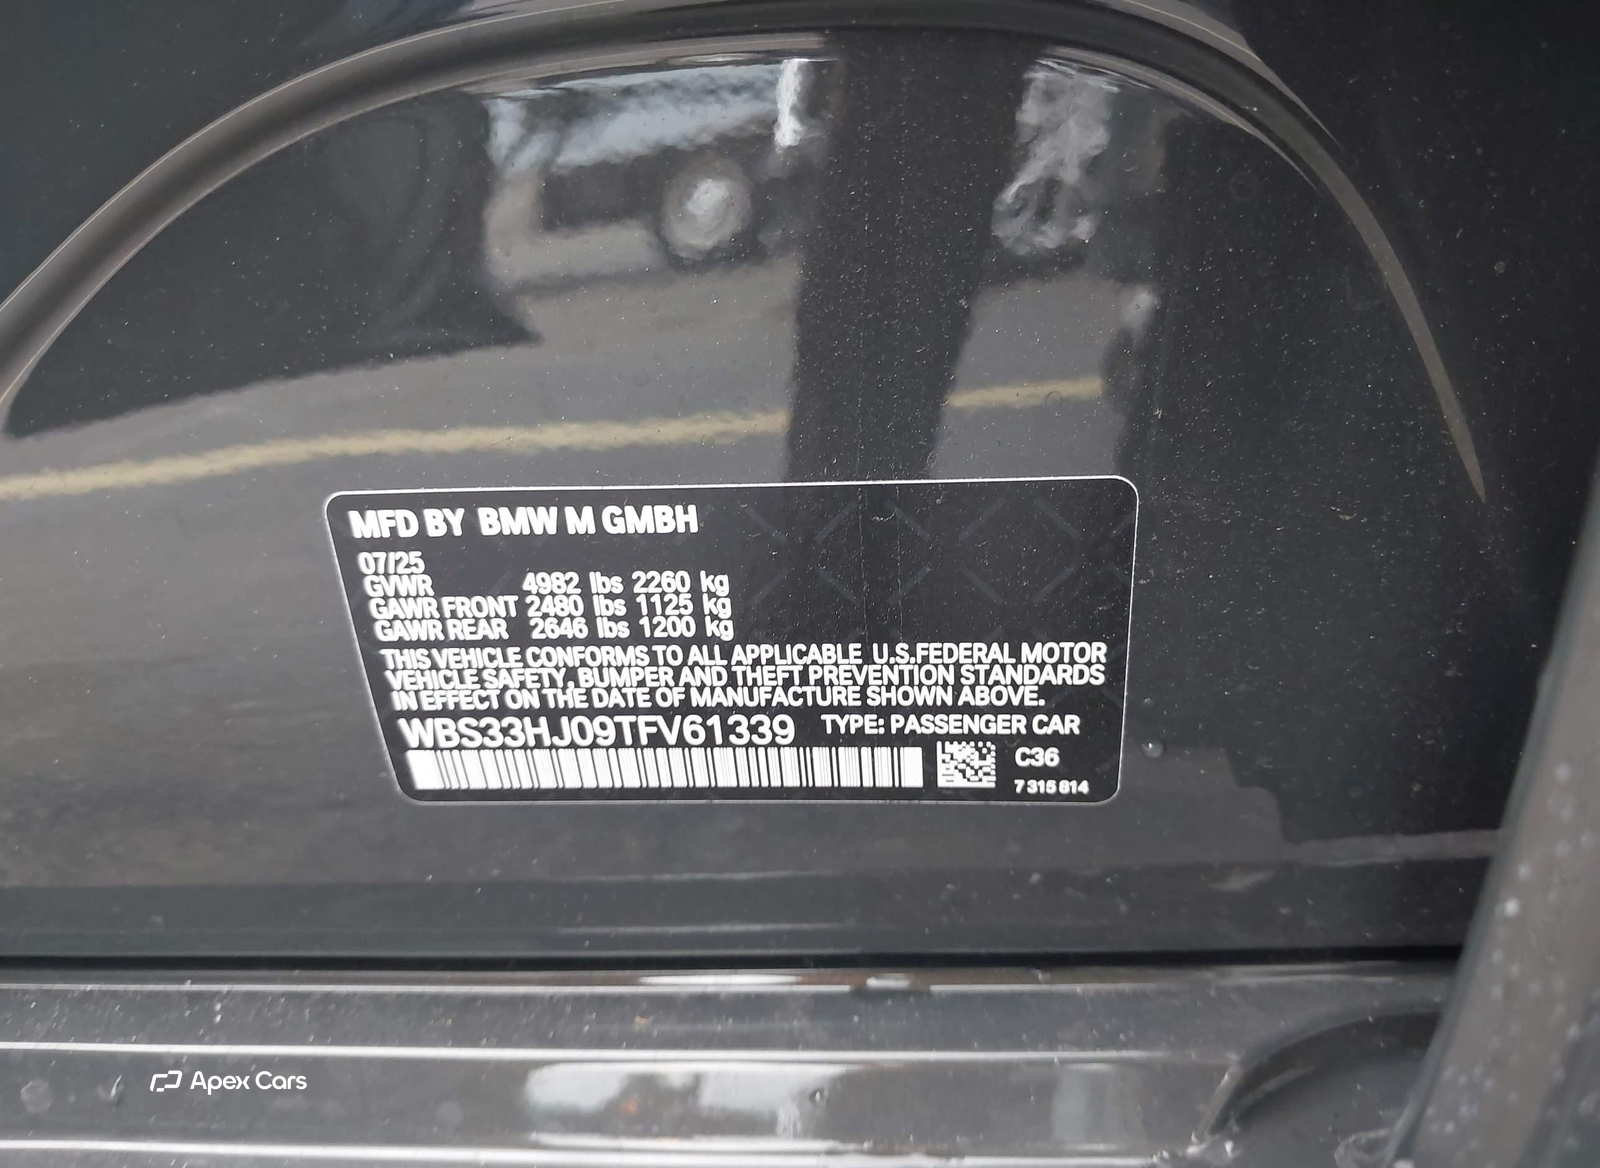 MFD BY BMW M GMBH
07/25
GVWR 4982 lbs 2260 kg
GAWR FRONT 2480 lbs 1125 kg
GAWR REAR 2646 lbs 1200 kg
THIS VEHICLE CONFORMS TO ALL APPLICABLE U.S.FEDERAL MOTOR
VEHICLE SAFETY, BUMPER AND THEFT PREVENTION STANDARDS
IN EFFECT ON THE DATE OF MANUFACTURE SHOWN ABOVE.
WBS33HJ09TFV61339 TYPE: PASSENGER CAR
C36
7 315 814
Apex Cars